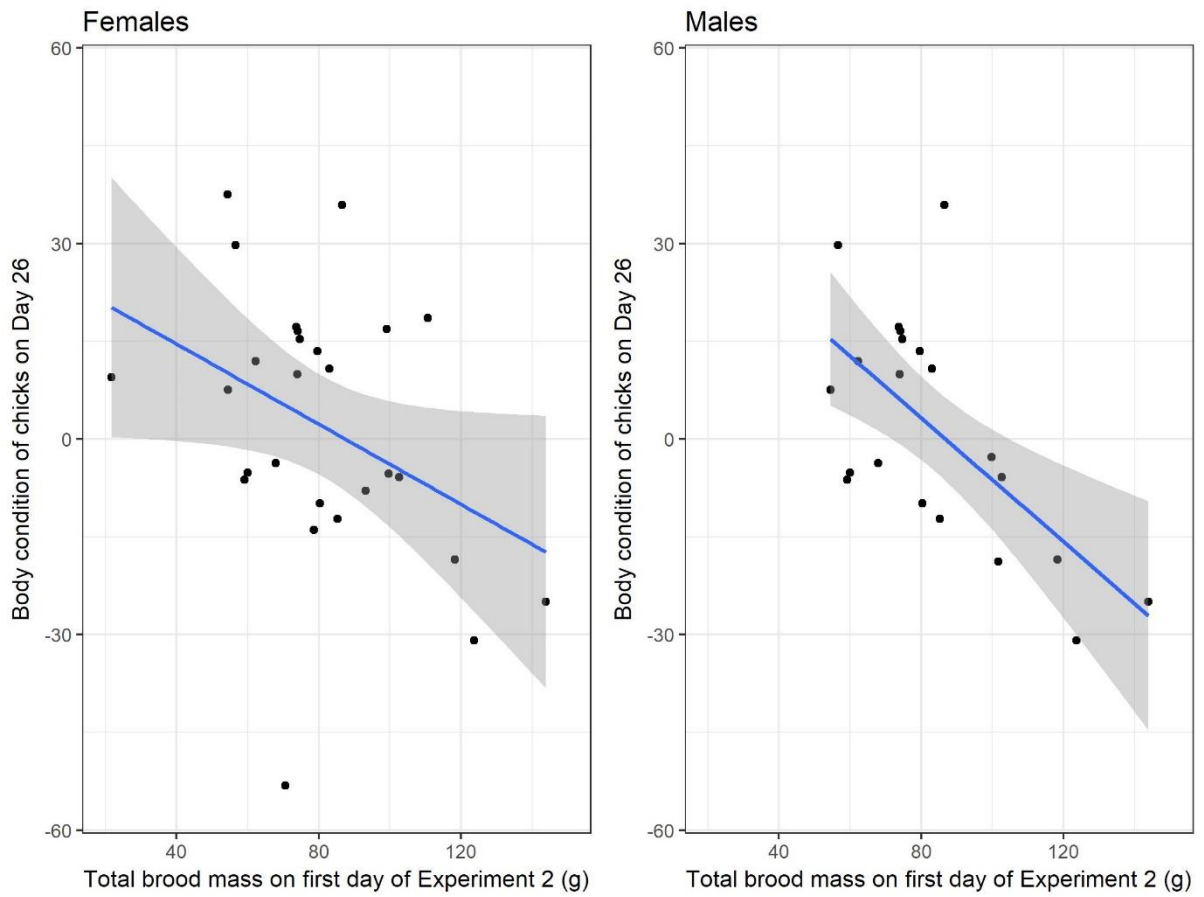 Females
60
30
0
-30
-60
40
80
120
Body condition of chicks on Day 26
Total brood mass on first day of Experiment 2 (g)
Males
60
30
0
-30
-60
40
80
120
Body condition of chicks on Day 26
Total brood mass on first day of Experiment 2 (g)